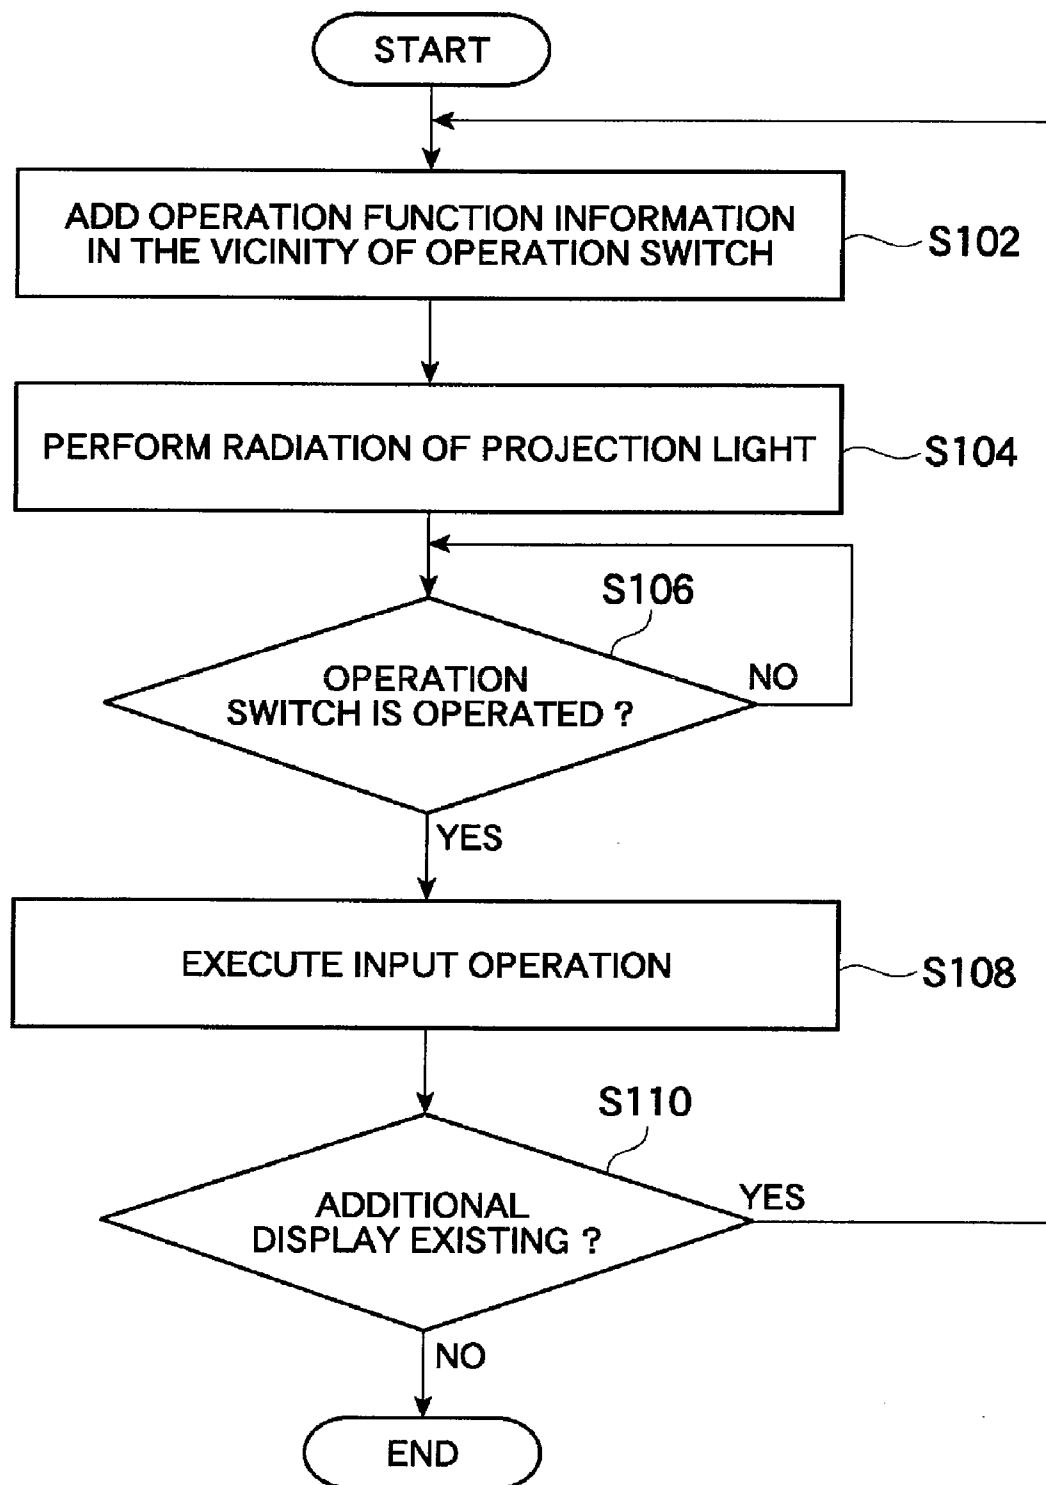 START
ADD OPERATION FUNCTION INFORMATION
IN THE VICINITY OF OPERATION SWITCH
S102
PERFORM RADIATION OF PROJECTION LIGHT
S104
S106
OPERATION
SWITCH IS OPERATED ?
NO
YES
EXECUTE INPUT OPERATION
S108
S110
ADDITIONAL
DISPLAY EXISTING ?
YES
NO
END